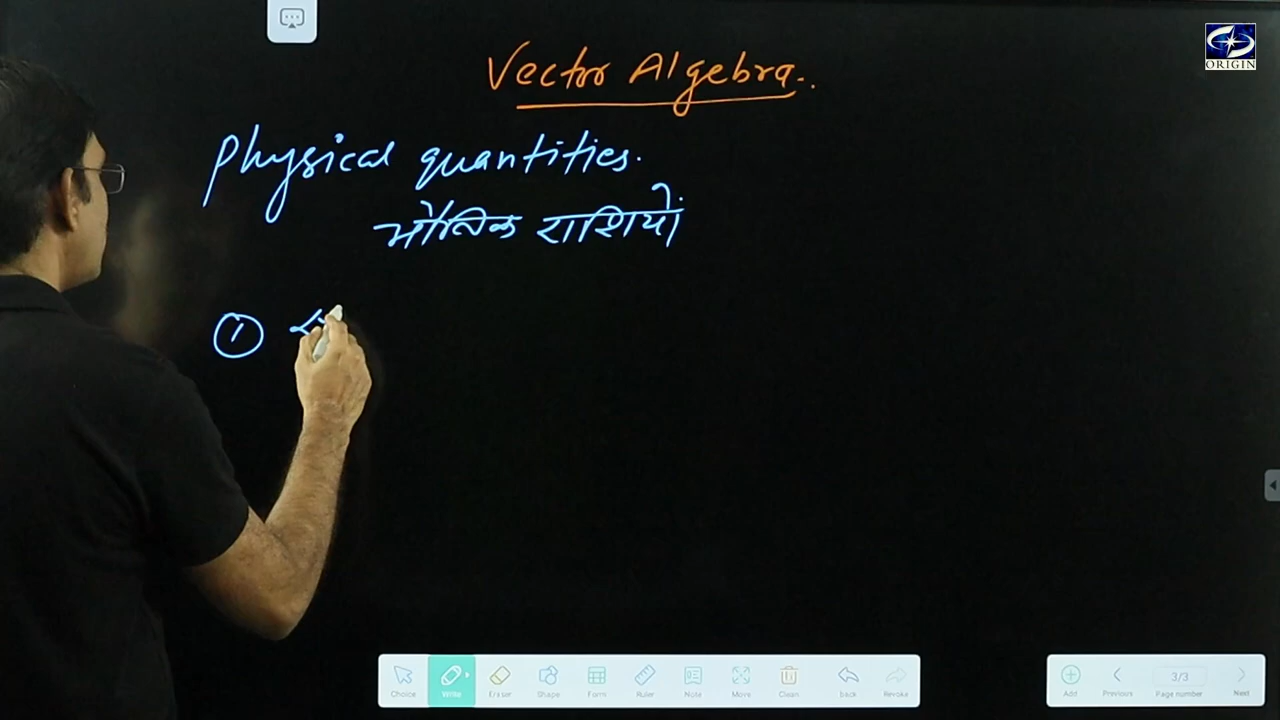 Vector Algebra..
ORIGIN
Physical quantities.
भौतिक राशियाँ
①
Choice
Write
Eraser
Shape
Form
Ruler
Note
Move
Clean
back
Revoke
Add
Previous
3/3
Page number
Next